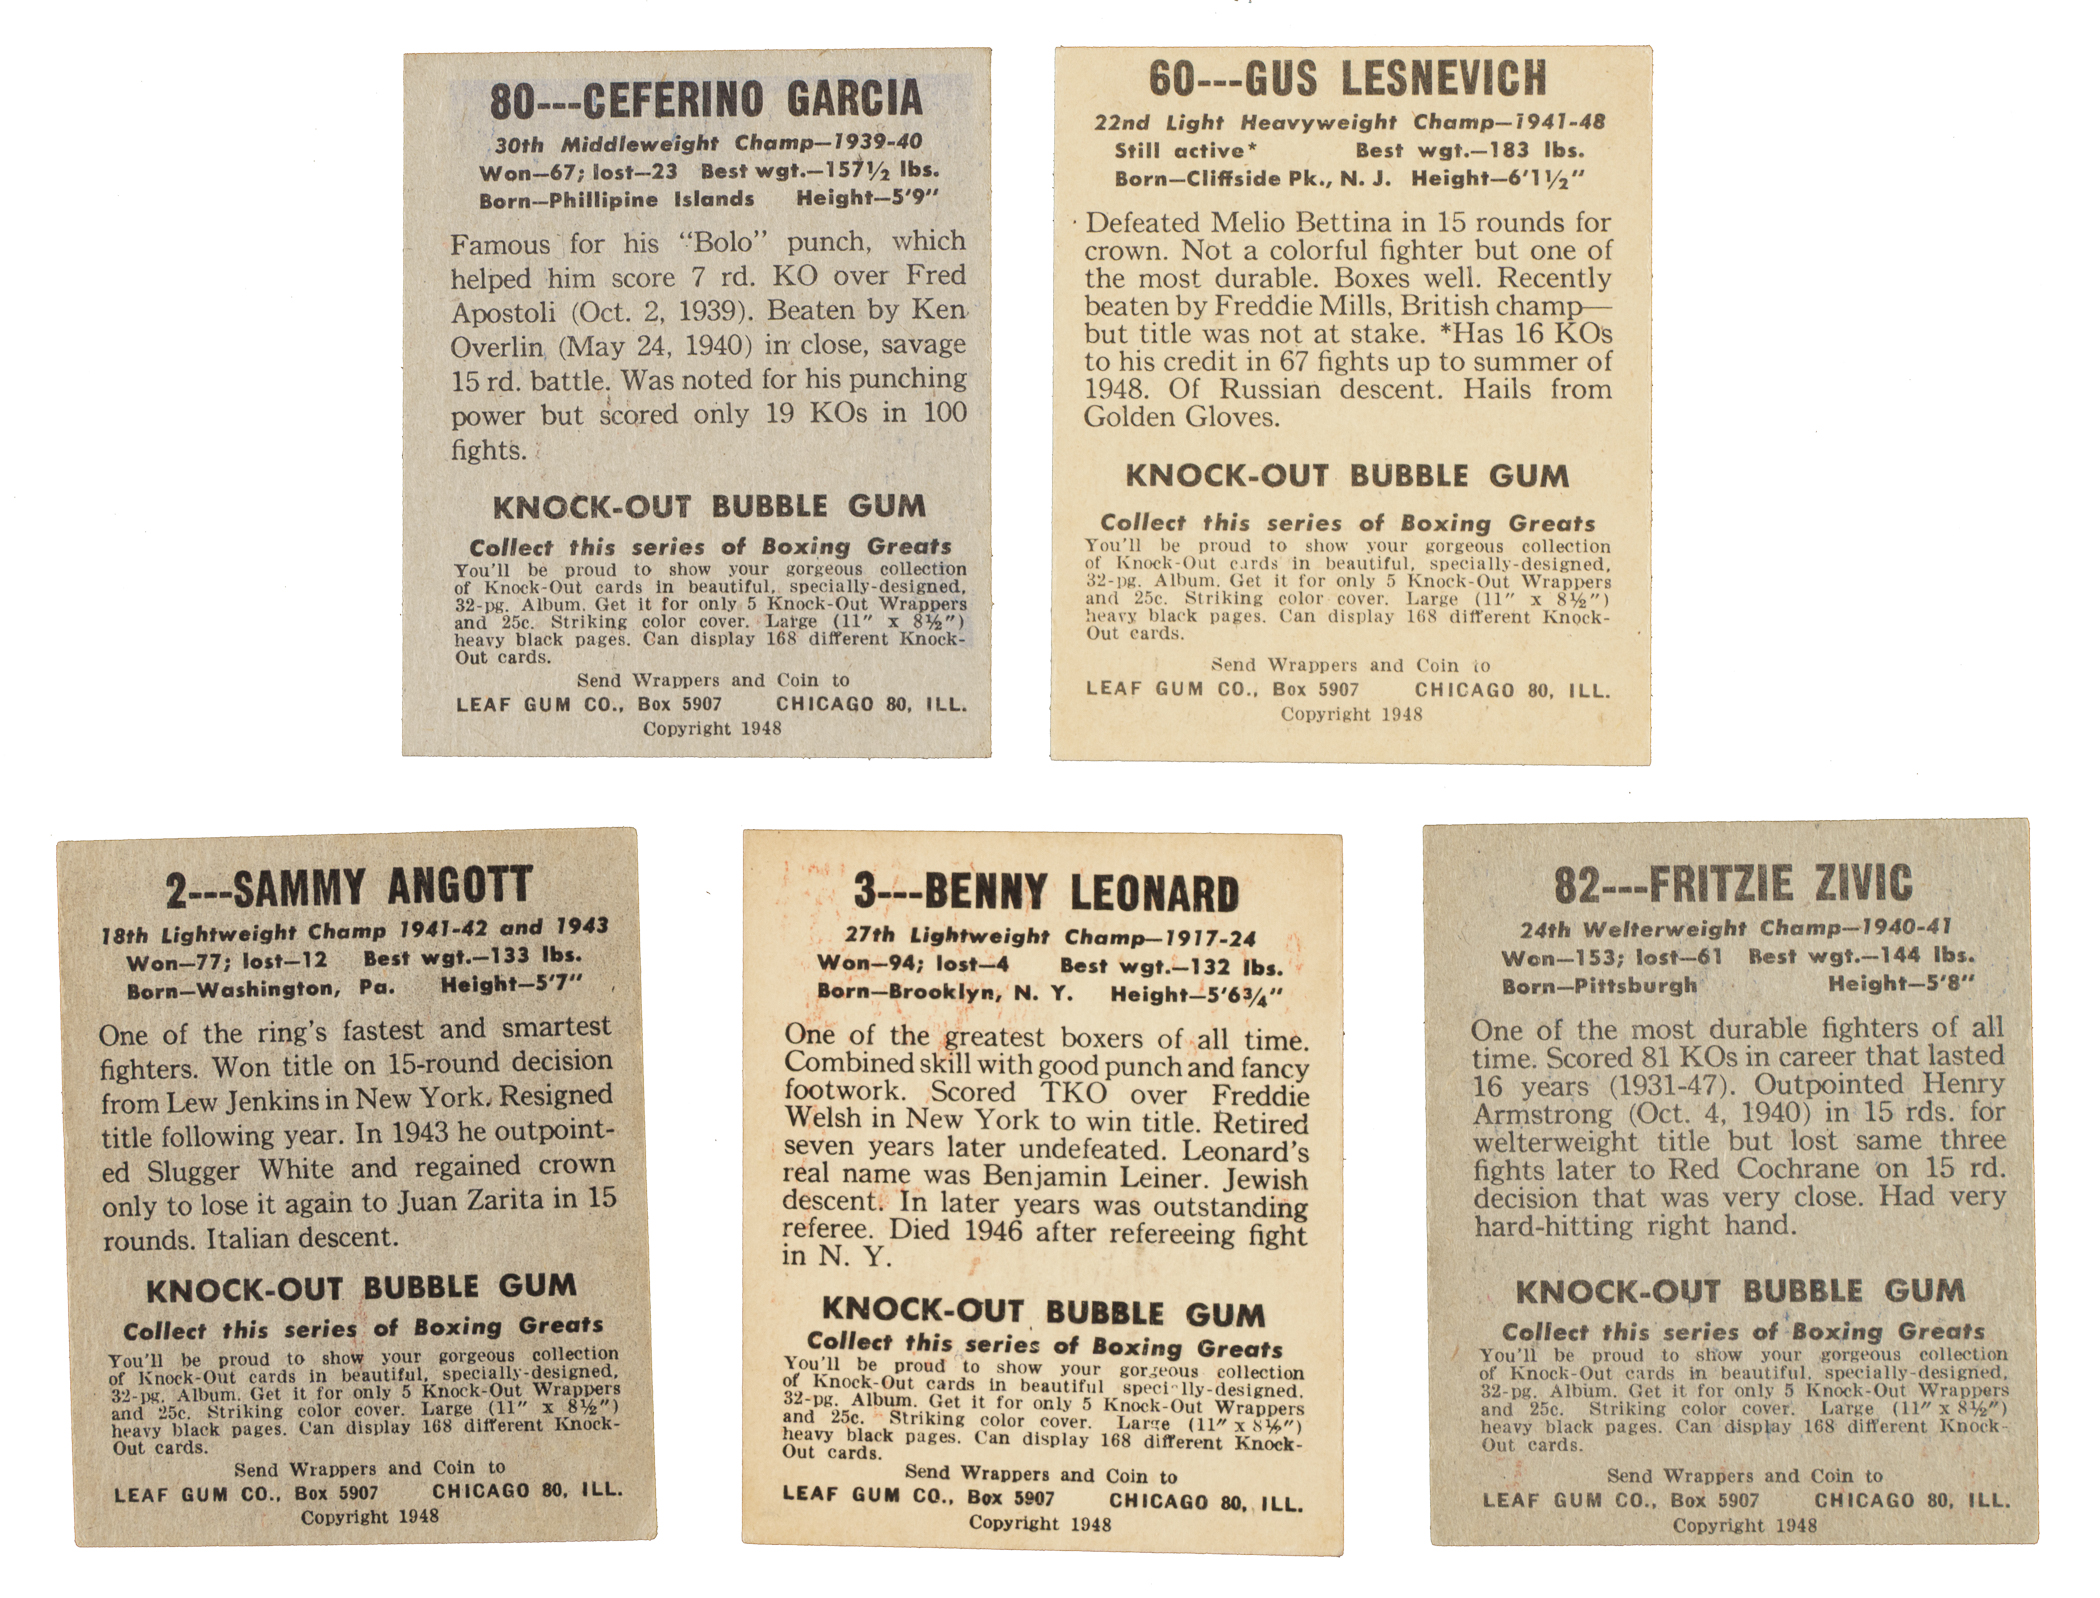 80---CEFERINO GARCIA
30th Middleweight Champ—1939-40
Won—67; lost—23 Best wgt.—157½ lbs.
Born—Phillipine Islands Height—5'9"
Famous for his "Bolo" punch, which
helped him score 7 rd. KO over Fred
Apostoli (Oct. 2, 1939). Beaten by Ken
Overlin (May 24, 1940) in close, savage
15 rd. battle. Was noted for his punching
power but scored only 19 KOs in 100
fights.
KNOCK-OUT BUBBLE GUM
Collect this series of Boxing Greats
You'll be proud to show your gorgeous collection
of Knock-Out cards in beautiful, specially-designed,
32-pg. Album. Get it for only 5 Knock-Out Wrappers
and 25c. Striking color cover. Large (11" x 8½")
heavy black pages. Can display 168 different Knock-
Out cards.
Send Wrappers and Coin to
LEAF GUM CO., Box 5907 CHICAGO 80, ILL.
Copyright 1948
60---GUS LESNEVICH
22nd Light Heavyweight Champ—1941-48
Still active* Best wgt.—183 lbs.
Born—Cliffside Pk., N. J. Height—6'1½"
Defeated Melio Bettina in 15 rounds for
crown. Not a colorful fighter but one of
the most durable. Boxes well. Recently
beaten by Freddie Mills, British champ—
but title was not at stake. *Has 16 KOs
to his credit in 67 fights up to summer of
1948. Of Russian descent. Hails from
Golden Gloves.
KNOCK-OUT BUBBLE GUM
Collect this series of Boxing Greats
You'll be proud to show your gorgeous collection
of Knock-Out cards in beautiful, specially-designed,
32-pg. Album. Get it for only 5 Knock-Out Wrappers
and 25c. Striking color cover. Large (11" x 8½")
heavy black pages. Can display 168 different Knock-
Out cards.
Send Wrappers and Coin to
LEAF GUM CO., Box 5907 CHICAGO 80, ILL.
Copyright 1948
2---SAMMY ANGOTT
18th Lightweight Champ 1941-42 and 1943
Won—77; lost—12 Best wgt.—133 lbs.
Born—Washington, Pa. Height—5'7"
One of the ring's fastest and smartest
fighters. Won title on 15-round decision
from Lew Jenkins in New York. Resigned
title following year. In 1943 he outpoint-
ed Slugger White and regained crown
only to lose it again to Juan Zarita in 15
rounds. Italian descent.
KNOCK-OUT BUBBLE GUM
Collect this series of Boxing Greats
You'll be proud to show your gorgeous collection
of Knock-Out cards in beautiful, specially-designed,
32-pg. Album. Get it for only 5 Knock-Out Wrappers
and 25c. Striking color cover. Large (11" x 8½")
heavy black pages. Can display 168 different Knock-
Out cards.
Send Wrappers and Coin to
LEAF GUM CO., Box 5907 CHICAGO 80, ILL.
Copyright 1948
3---BENNY LEONARD
27th Lightweight Champ—1917-24
Won—94; lost—4 Best wgt.—132 lbs.
Born—Brooklyn, N. Y. Height—5'6¾"
One of the greatest boxers of all time.
Combined skill with good punch and fancy
footwork. Scored TKO over Freddie
Welsh in New York to win title. Retired
seven years later undefeated. Leonard's
real name was Benjamin Leiner. Jewish
descent. In later years was outstanding
referee. Died 1946 after refereeing fight
in N. Y.
KNOCK-OUT BUBBLE GUM
Collect this series of Boxing Greats
You'll be proud to show your gorgeous collection
of Knock-Out cards in beautiful specially-designed.
32-pg. Album. Get it for only 5 Knock-Out Wrappers
and 25c. Striking color cover. Large (11" x 8½")
heavy black pages. Can display 168 different Knock-
Out cards.
Send Wrappers and Coin to
LEAF GUM CO., Box 5907 CHICAGO 80, ILL.
Copyright 1948
82---FRITZIE ZIVIC
24th Welterweight Champ—1940-41
Won—153; lost—61 Best wgt.—144 lbs.
Born—Pittsburgh Height—5'8"
One of the most durable fighters of all
time. Scored 81 KOs in career that lasted
16 years (1931-47). Outpointed Henry
Armstrong (Oct. 4, 1940) in 15 rds. for
welterweight title but lost same three
fights later to Red Cochrane on 15 rd.
decision that was very close. Had very
hard-hitting right hand.
KNOCK-OUT BUBBLE GUM
Collect this series of Boxing Greats
You'll be proud to show your gorgeous collection
of Knock-Out cards in beautiful, specially-designed,
32-pg. Album. Get it for only 5 Knock-Out Wrappers
and 25c. Striking color cover. Large (11" x 8½")
heavy black pages. Can display 168 different Knock-
Out cards.
Send Wrappers and Coin to
LEAF GUM CO., Box 5907 CHICAGO 80, ILL.
Copyright 1948